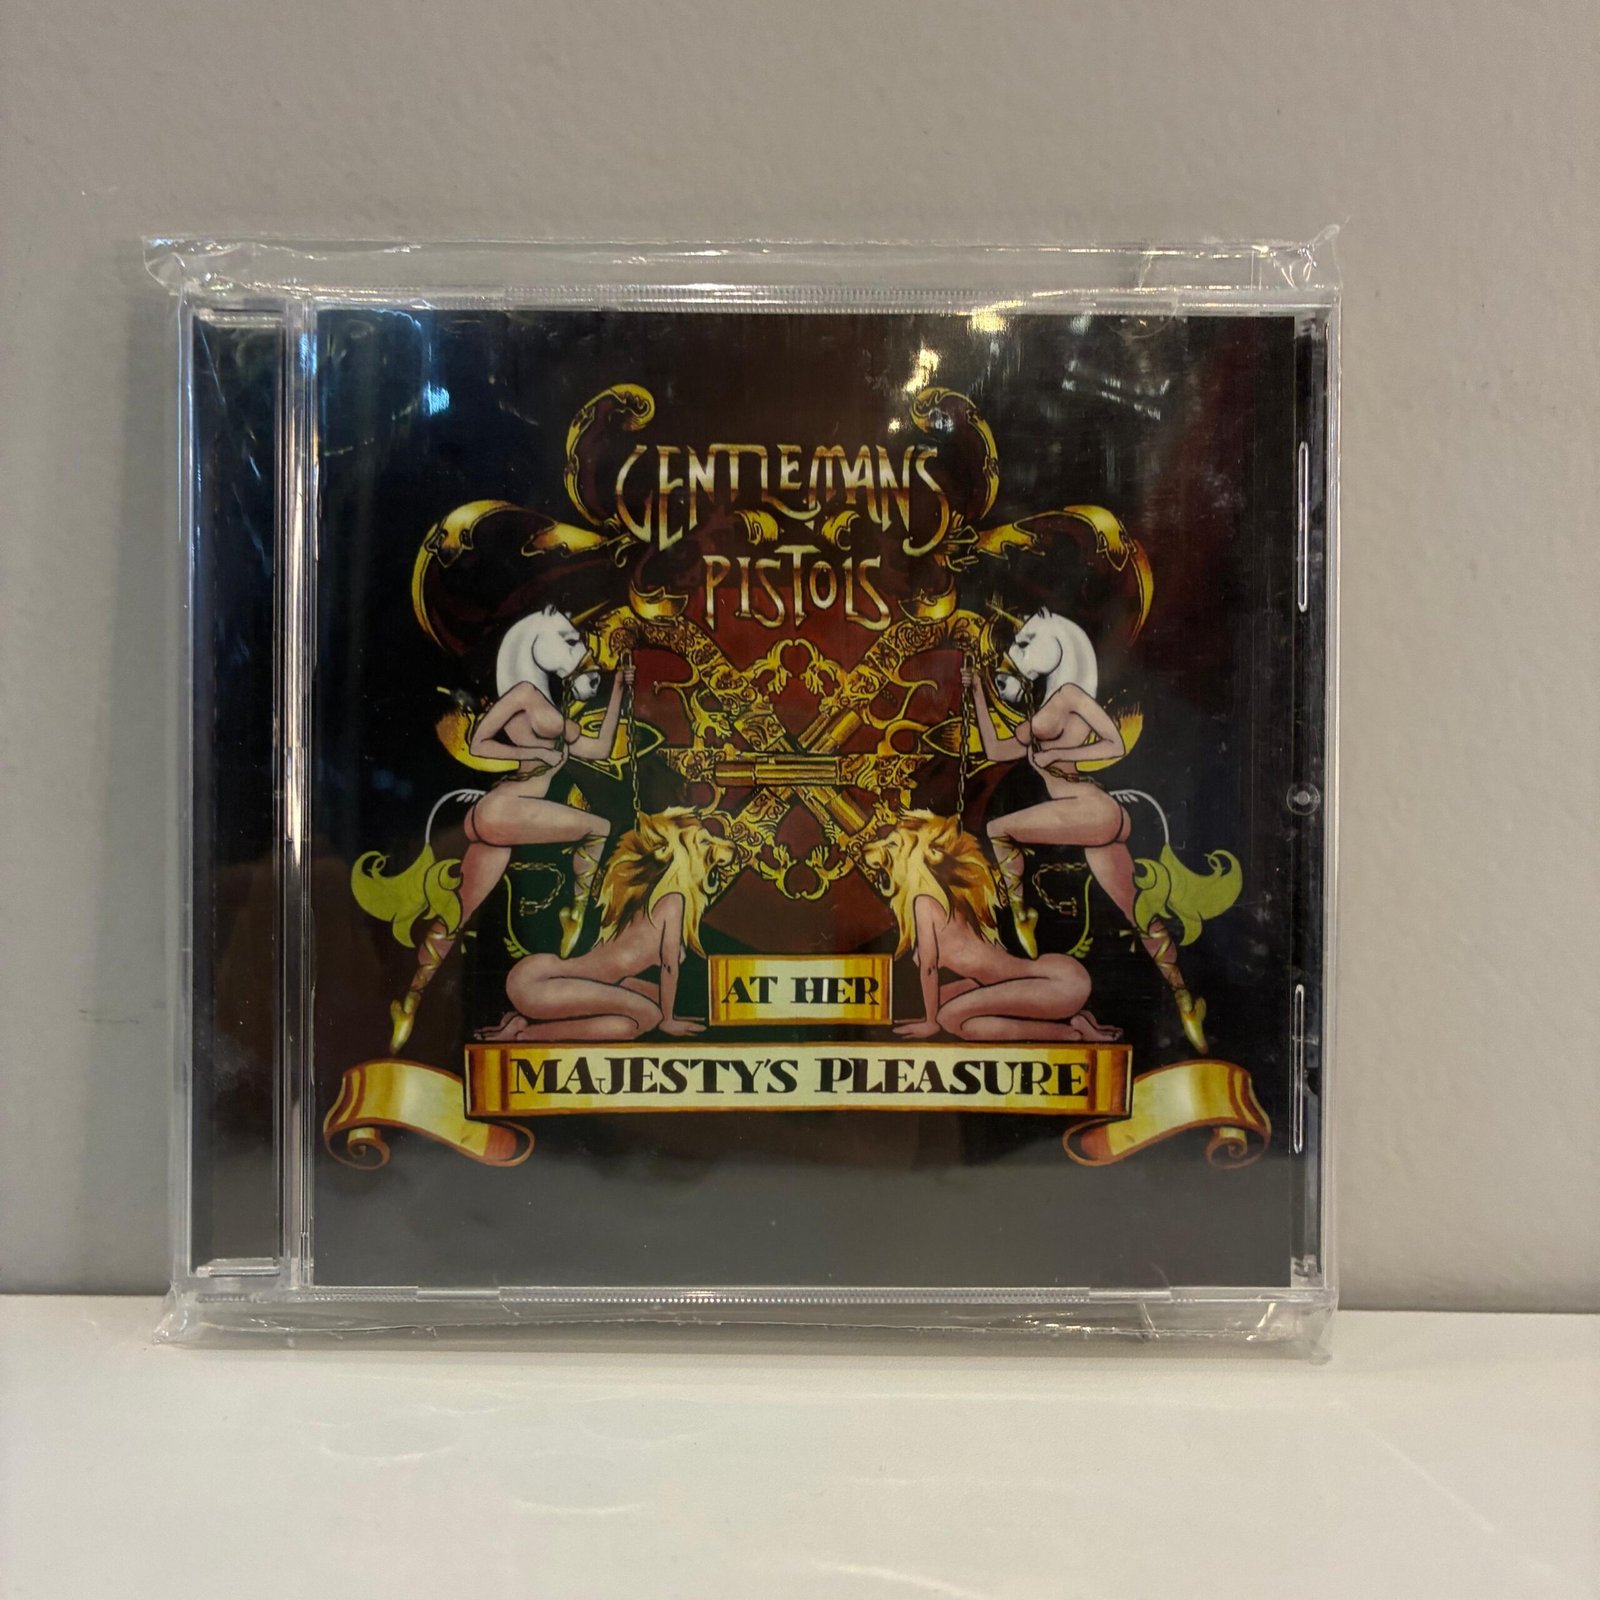 GENTLEMANS
PISTOLS
AT HER
MAJESTY'S PLEASURE